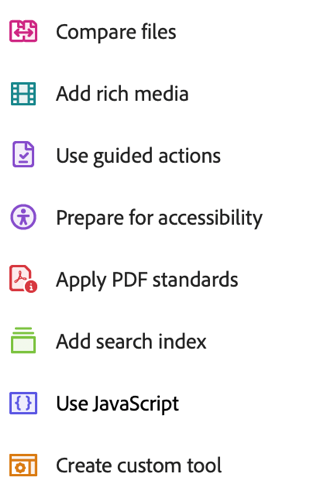 Compare files
Add rich media
Use guided actions
Prepare for accessibility
Apply PDF standards
Add search index
Use JavaScript
Create custom tool